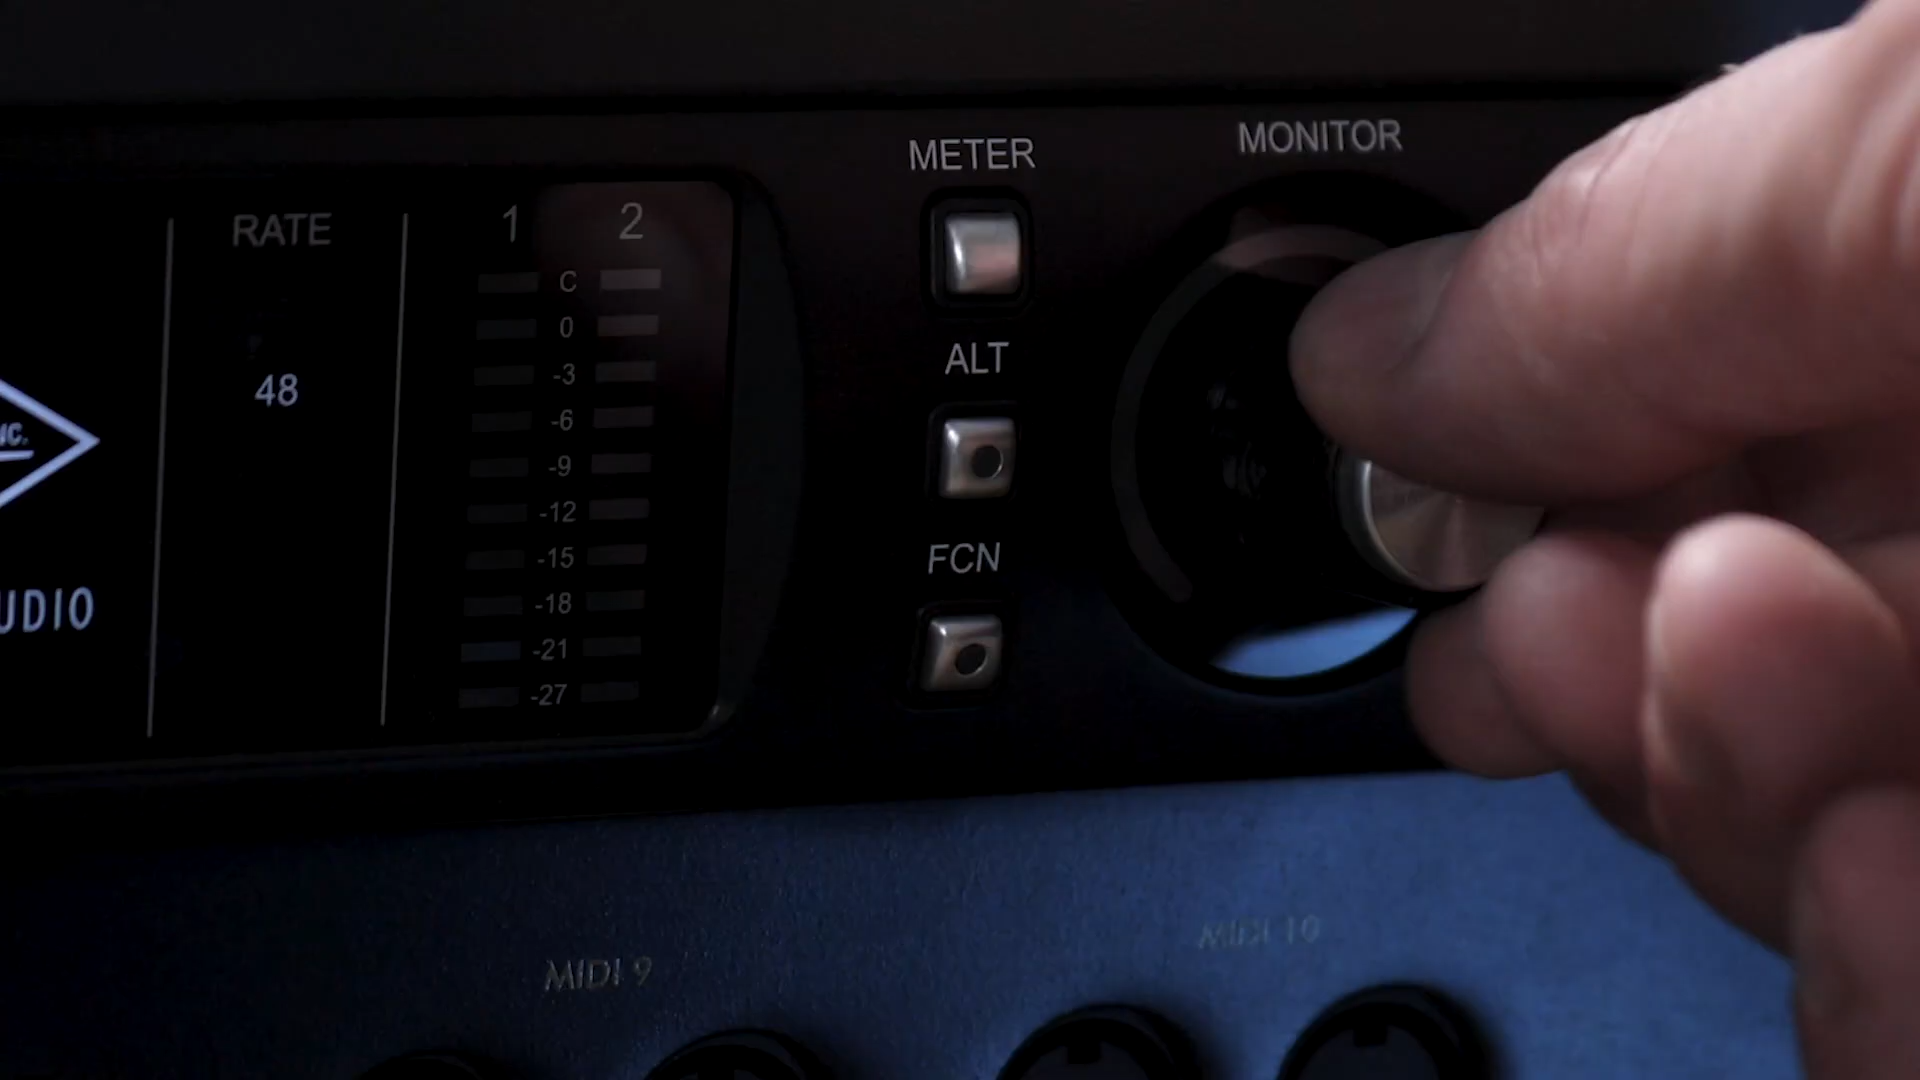 METER
MONITOR
RATE
1
2
C
0
-3
ALT
48
-6
NC.
-9
-12
FCN
-15
UDIO
-18
-21
-27
MIDI 9
MIDI 10